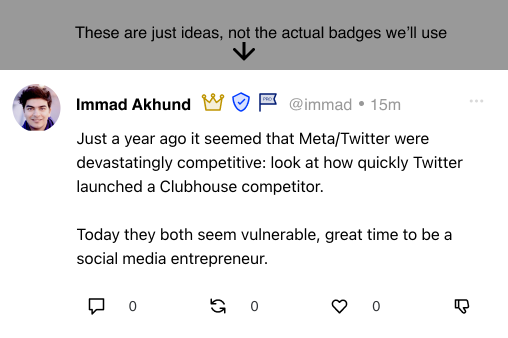 These are just ideas, not the actual badges we’ll use
Immad Akhund PRO @immad • 15m
Just a year ago it seemed that Meta/Twitter were
devastatingly competitive: look at how quickly Twitter
launched a Clubhouse competitor.
Today they both seem vulnerable, great time to be a
social media entrepreneur.
0 0 0